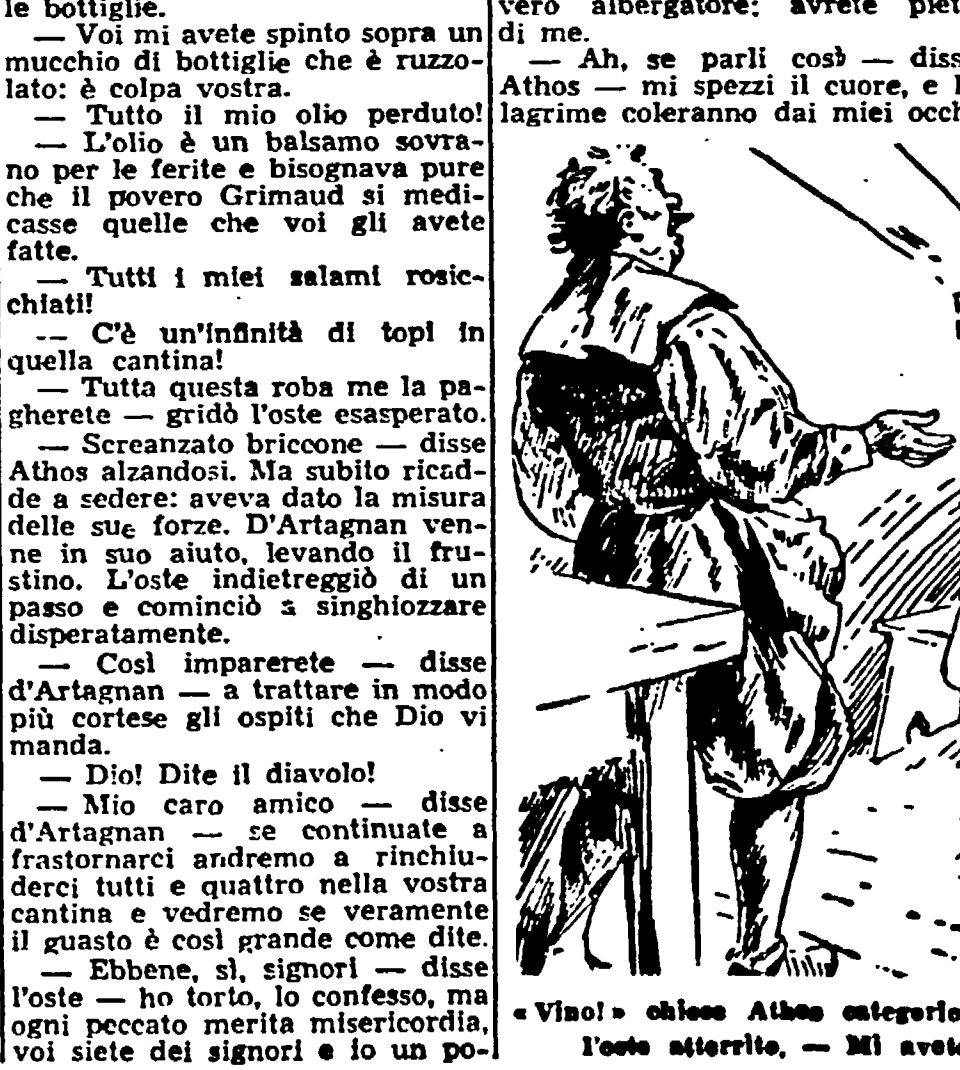 le bottiglie.
— Voi mi avete spinto sopra un
mucchio di bottiglie che è ruzzo-
lato: è colpa vostra.
— Tutto il mio olio perduto!
— L'olio è un balsamo sovra-
no per le ferite e bisognava pure
che il povero Grimaud si medi-
casse quelle che voi gli avete
fatte.
— Tutti i miei salami rosic-
chiati!
— C'è un'infinità di topi in
quella cantina!
— Tutta questa roba me la pa-
gherete — gridò l'oste esasperato.
— Screanzato briccone — disse
Athos alzandosi. Ma subito ricad-
de a sedere: aveva dato la misura
delle sue forze. D'Artagnan ven-
ne in suo aiuto, levando il fru-
stino. L'oste indietreggiò di un
passo e cominciò a singhiozzare
disperatamente.
— Così imparerete — disse
d'Artagnan — a trattare in modo
più cortese gli ospiti che Dio vi
manda.
— Dio! Dite il diavolo!
— Mio caro amico — disse
d'Artagnan — se continuate a
frastornarci andremo a rinchiu-
derci tutti e quattro nella vostra
cantina e vedremo se veramente
il guasto è così grande come dite.
— Ebbene, sì, signori — disse
l'oste — ho torto, lo confesso, ma
ogni peccato merita misericordia,
voi siete dei signori e io un po-
vero albergatore; avrete piet
di me.
— Ah, se parli così — diss
Athos — mi spezzi il cuore, e l
lagrime coleranno dai miei occh
« Vino! » chiese Athos categorio
l'oste atterrito. — Mi avete